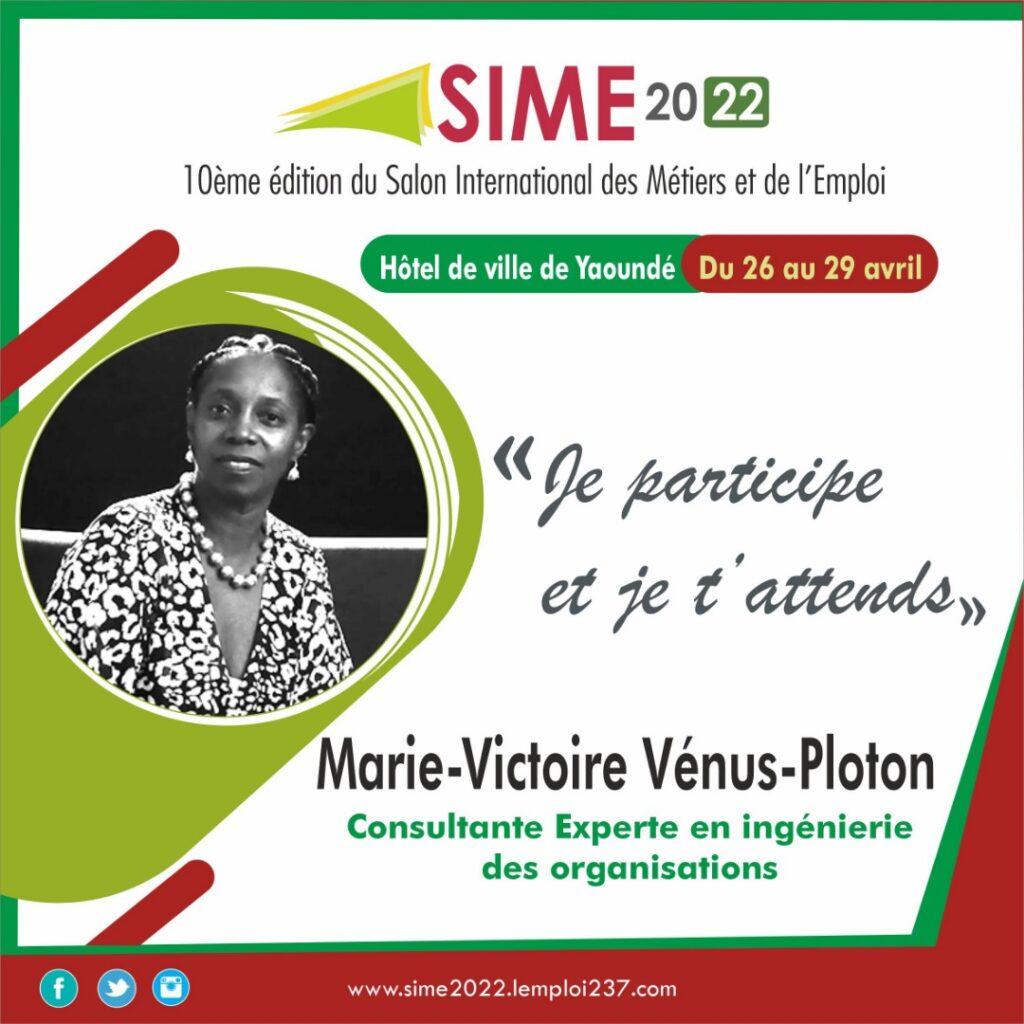 SIME 2022
10ème édition du Salon International des Métiers et de l'Emploi
Hôtel de ville de Yaoundé Du 26 au 29 avril
« Je participe
et je t'attends »
Marie-Victoire Vénus-Ploton
Consultante Experte en ingénierie
des organisations
www.sime2022.lemploi237.com